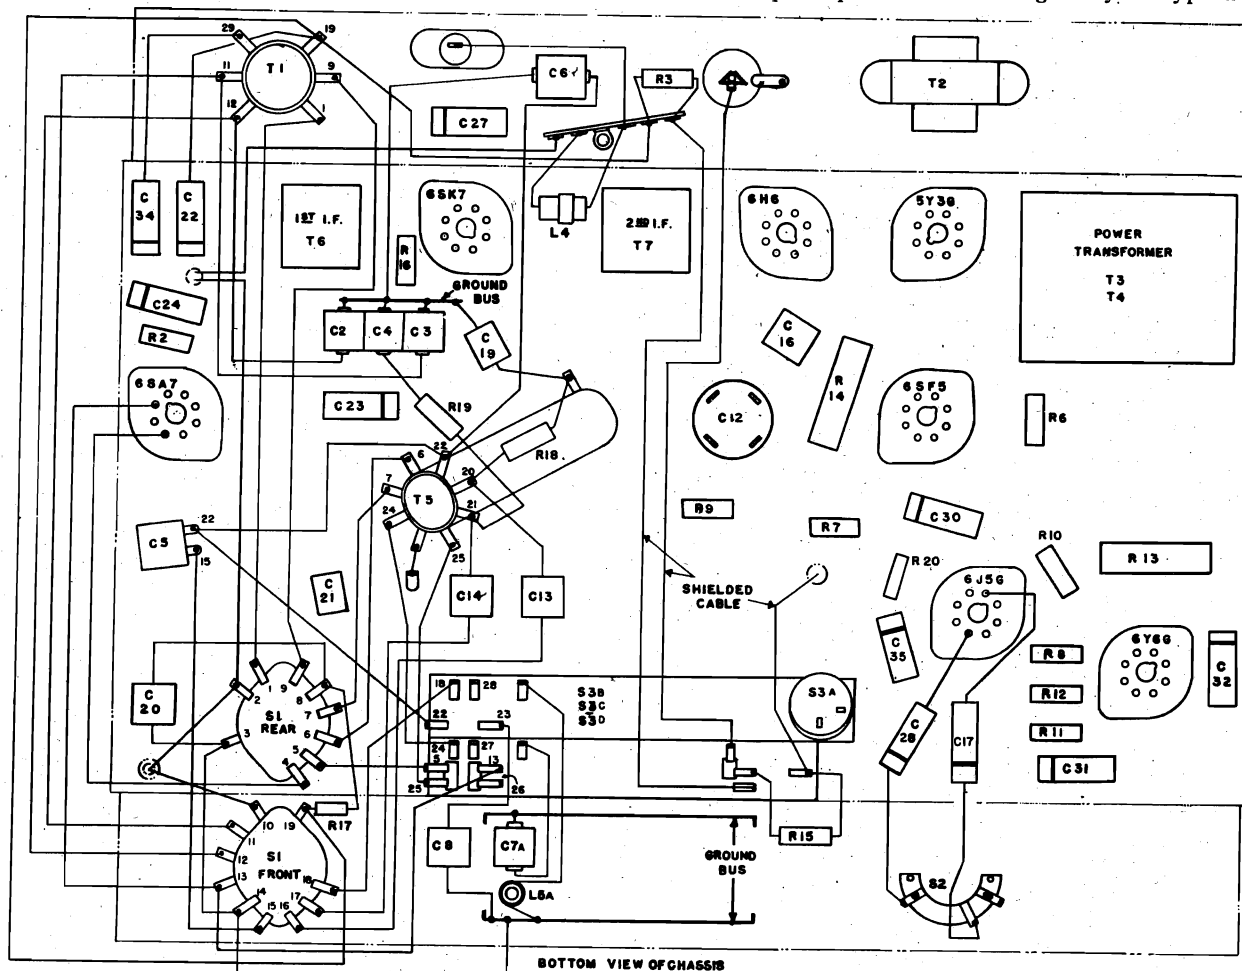 29
19
T1
11
9
12
1
C6
R3
T2
C27
C
34
C
22
1ST I.F.
T6
6SK7
R
16
L4
2ND I.F.
T7
6H6
5Y3G
POWER
TRANSFORMER
T3
T4
GROUND
BUS
C24
R2
C2
C4
C3
C
19
C
16
R
14
6SA7
C23
R19
R18
C12
6SF5
R6
6
22
7
20
T5
24
21
25
C5
22
15
R9
R7
C30
R20
R10
R13
C
21
C14
C13
SHIELDED
CABLE
6J5G
C
35
6Y6G
R8
R12
R11
C
32
C
20
2
1
9
8
7
6
5
4
3
S1
REAR
18
28
S3B
S3C
S3D
S3A
22
23
24
27
5
13
25
26
C
28
C17
C31
R17
10
19
11
12
13
14
15
16
17
18
S1
FRONT
C8
C7A
GROUND
BUS
R15
L5A
S2
BOTTOM VIEW OF CHASSIS